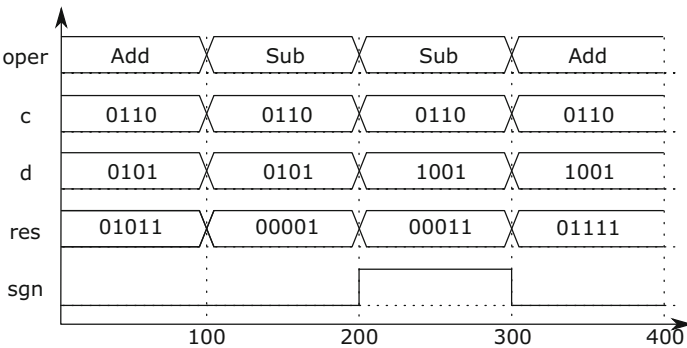 oper Add Sub Sub Add
c 0110 0110 0110 0110
d 0101 0101 1001 1001
res 01011 00001 00011 01111
sgn
100 200 300 400